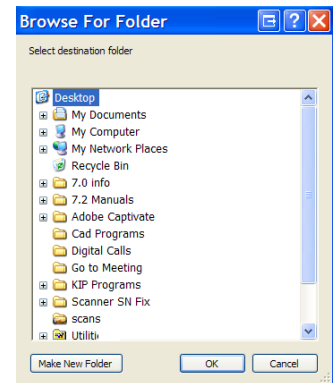 Browse For Folder
Select destination folder
Desktop
My Documents
My Computer
My Network Places
Recycle Bin
7.0 info
7.2 Manuals
Adobe Captivate
Cad Programs
Digital Calls
Go to Meeting
KIP Programs
Scanner SN Fix
scans
Make New Folder OK Cancel